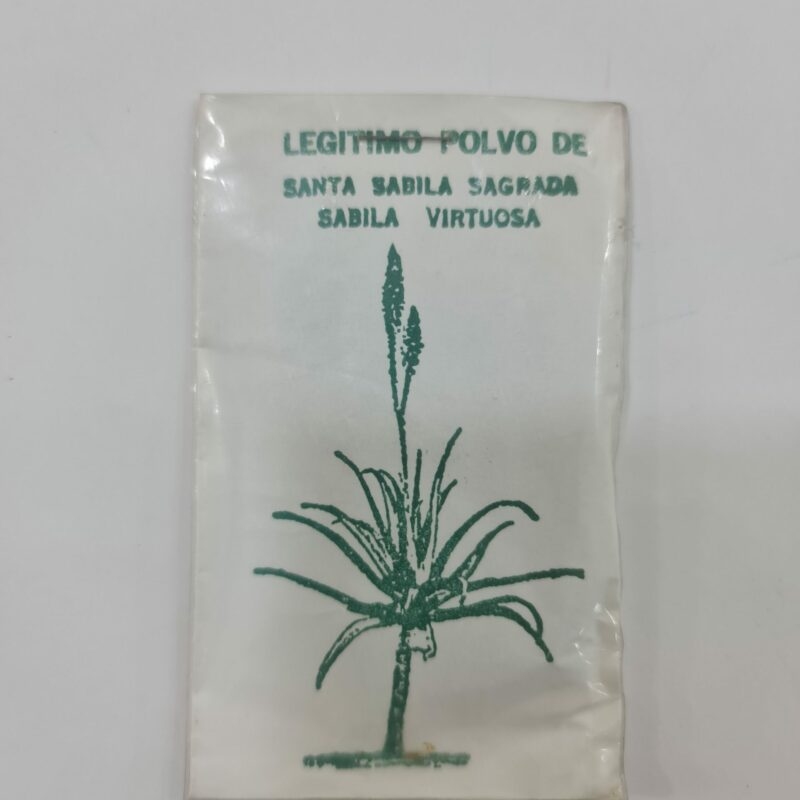 LEGITIMO POLVO DE
SANTA SABILA SAGRADA
SABILA VIRTUOSA